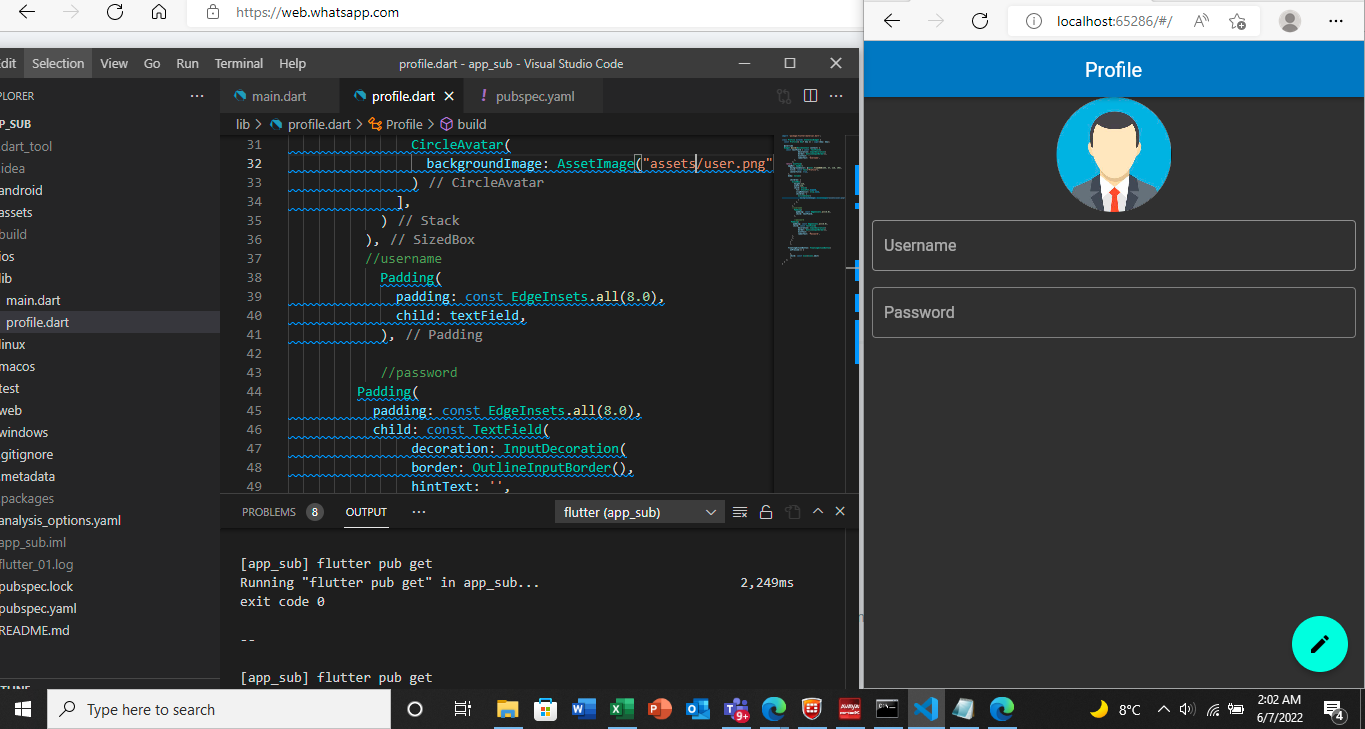 https://web.whatsapp.com
dit Selection View Go Run Terminal Help
profile.dart - app_sub - Visual Studio Code
PLORER
main.dart
profile.dart
pubspec.yaml
lib > profile.dart > Profile > build
P_SUB
.dart_tool
idea
android
assets
build
ios
lib
main.dart
profile.dart
linux
macos
test
web
windows
gitignore
.metadata
.packages
analysis_options.yaml
app_sub.iml
flutter_01.log
pubspec.lock
pubspec.yaml
README.md
31 CircleAvatar(
32 backgroundImage: AssetImage("assets/user.png"
33 ) // CircleAvatar
34 ],
35 ) // Stack
36 ), // SizedBox
37 //username
38 Padding(
39 padding: const EdgeInsets.all(8.0),
40 child: textField,
41 ), // Padding
42
43 //password
44 Padding(
45 padding: const EdgeInsets.all(8.0),
46 child: const TextField(
47 decoration: InputDecoration(
48 border: OutlineInputBorder(),
49 hintText: '',
PROBLEMS 8 OUTPUT ... flutter (app_sub)
[app_sub] flutter pub get
Running "flutter pub get" in app_sub... 2,249ms
exit code 0
--
[app_sub] flutter pub get
localhost:65286/#/
Profile
Username
Password
Type here to search
9+
8°C
2:02 AM
6/7/2022
4